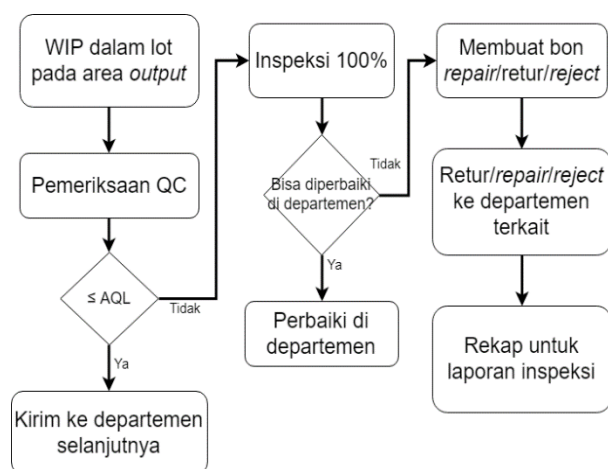 WIP dalam lot
pada area output
Pemeriksaan QC
≤ AQL
Tidak
Ya
Kirim ke departemen
selanjutnya
Inspeksi 100%
Bisa diperbaiki
di departemen?
Tidak
Ya
Perbaiki di
departemen
Membuat bon
repair/retur/reject
Retur/repair/reject
ke departemen
terkait
Rekap untuk
laporan inspeksi